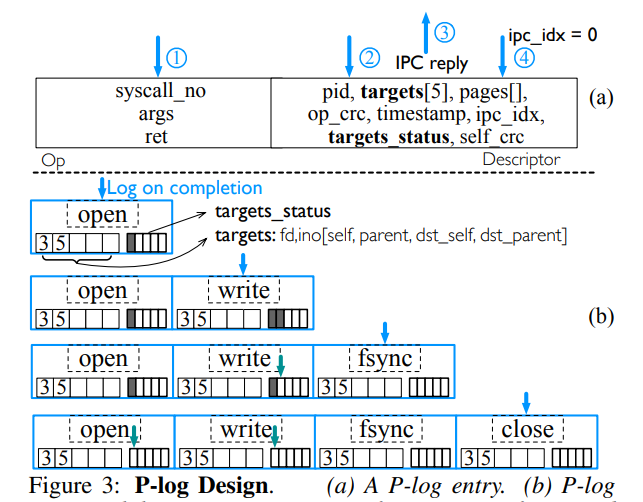 ① ② ③ ipc_idx = 0
IPC reply ④
syscall_no pid, targets[5], pages[],
args op_crc, timestamp, ipc_idx, (a)
ret targets_status, self_crc
Op Descriptor
Log on completion
open targets_status
3 5 targets: fd,ino[self, parent, dst_self, dst_parent]
open write
3 5 3 5 (b)
open write fsync
3 5 3 5 3 5
open write fsync close
3 5 3 5 3 5 3 5
Figure 3: P-log Design. (a) A P-log entry. (b) P-log